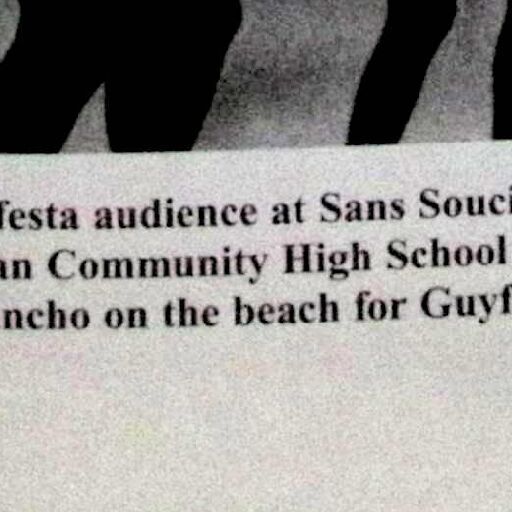 festa audience at Sans Souci
an Community High School
ncho on the beach for Guyf